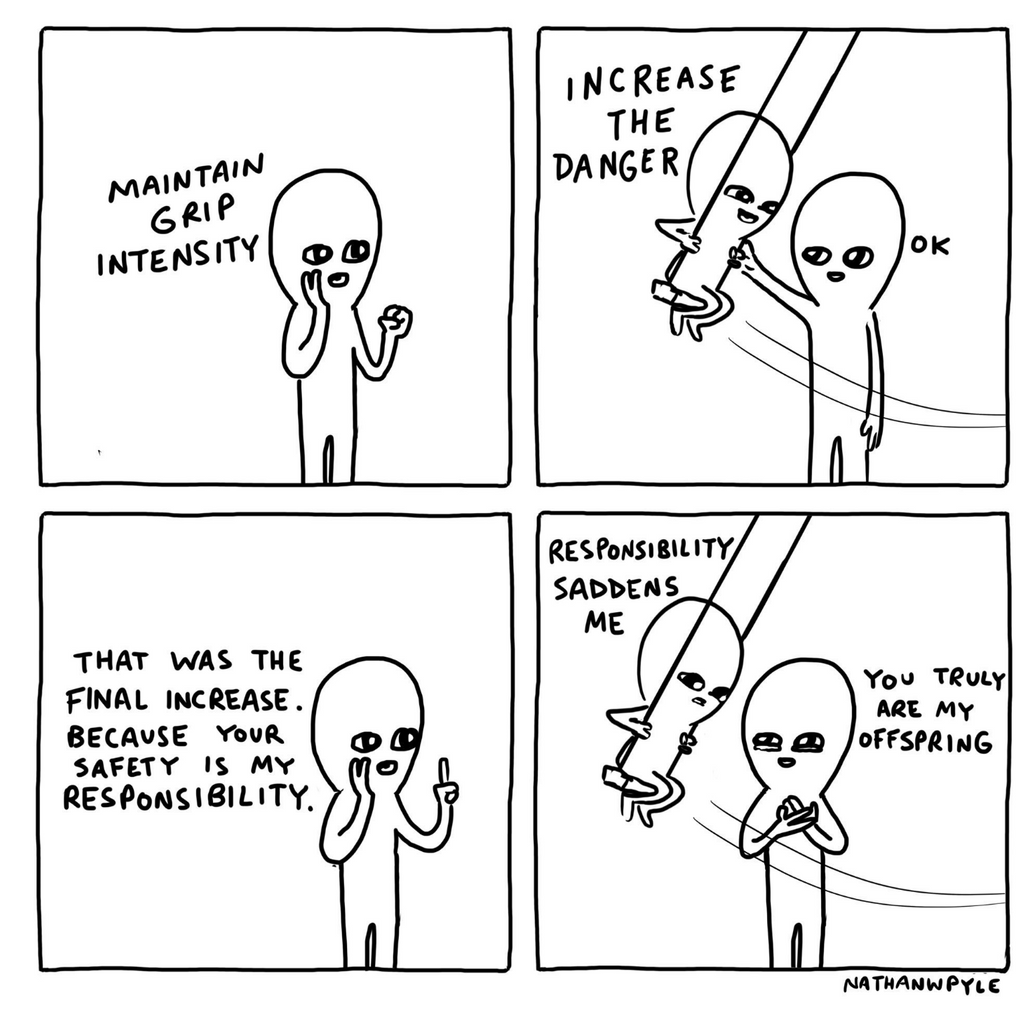 MAINTAIN
GRIP
INTENSITY
INCREASE
THE
DANGER
OK
THAT WAS THE
FINAL INCREASE.
BECAUSE YOUR
SAFETY IS MY
RESPONSIBILITY.
RESPONSIBILITY
SADDENS
ME
YOU TRULY
ARE MY
OFFSPRING
NATHANWPYLE